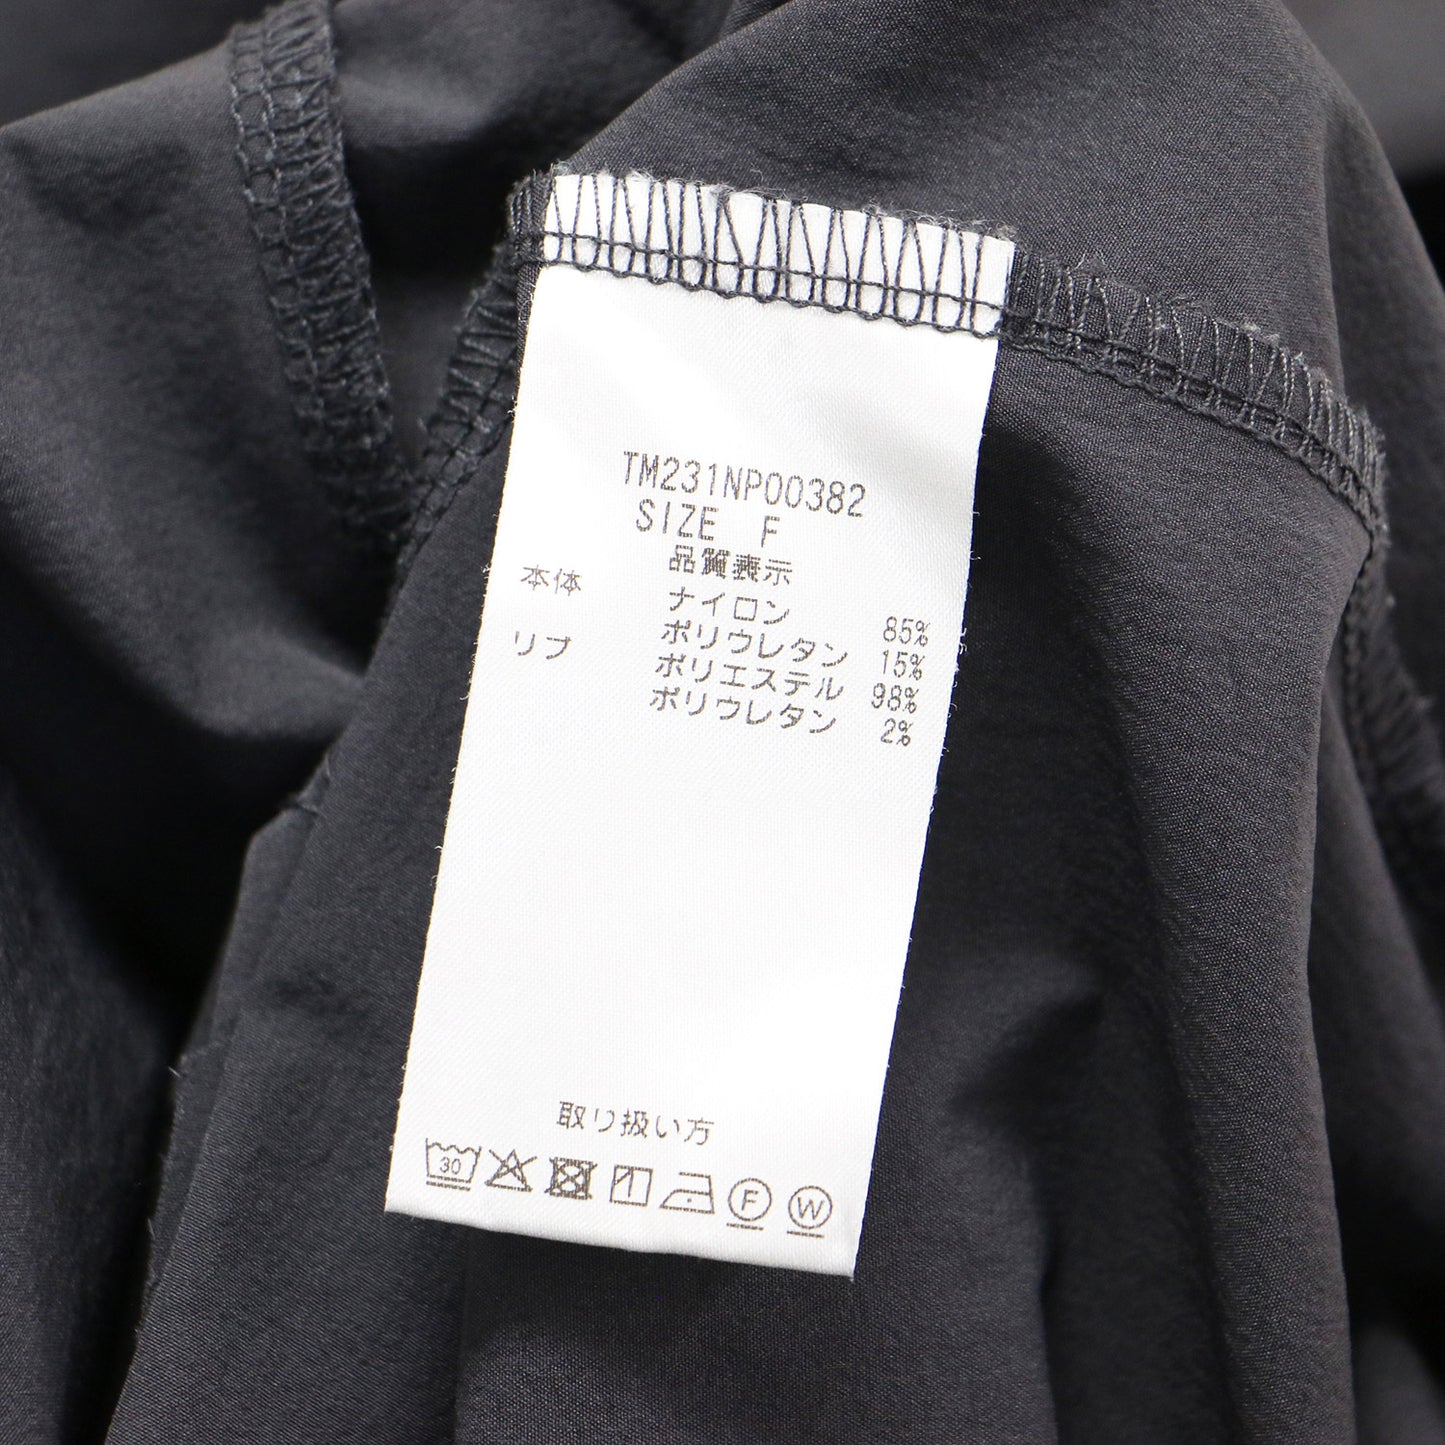 TM231NP00382
SIZE F
品質表示
本体 ナイロン 85%
ポリウレタン 15%
リブ ポリエステル 98%
ポリウレタン 2%
取り扱い方
30 F W